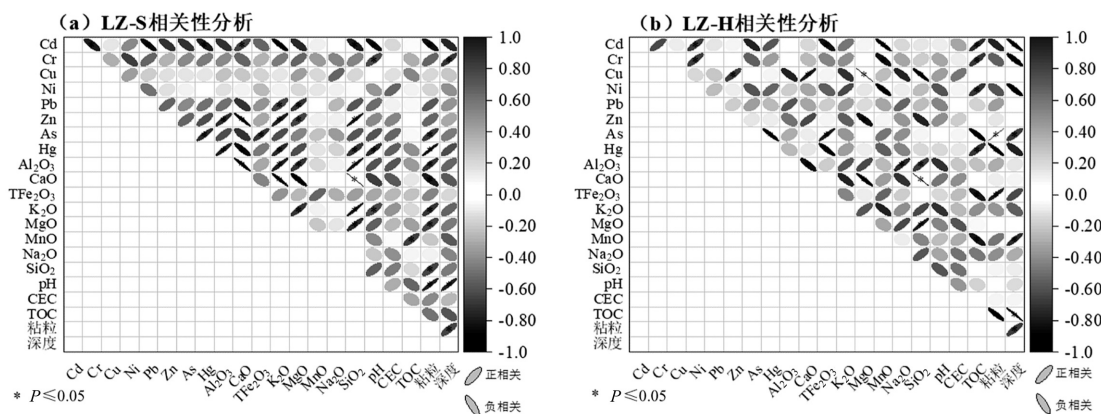 (a) LZ-S相关性分析
Cd
Cr
Cu
Ni
Pb
Zn
As
Hg
Al₂O₃
CaO
TFe₂O₃
K₂O
MgO
MnO
Na₂O
SiO₂
pH
CEC
TOC
粘粒
深度
Cd Cr Cu Ni Pb Zn As Hg Al₂O₃ CaO TFe₂O₃ K₂O MgO MnO Na₂O SiO₂ pH CEC TOC 粘粒 深度
1.0
0.80
0.60
0.40
0.20
0.0
-0.20
-0.40
-0.60
-0.80
-1.0
* P≤0.05
正相关
负相关
(b) LZ-H相关性分析
Cd
Cr
Cu
Ni
Pb
Zn
As
Hg
Al₂O₃
CaO
TFe₂O₃
K₂O
MgO
MnO
Na₂O
SiO₂
pH
CEC
TOC
粘粒
深度
Cd Cr Cu Ni Pb Zn As Hg Al₂O₃ CaO TFe₂O₃ K₂O MgO MnO Na₂O SiO₂ pH CEC TOC 粘粒 深度
1.0
0.80
0.60
0.40
0.20
0.0
-0.20
-0.40
-0.60
-0.80
-1.0
* P≤0.05
正相关
负相关